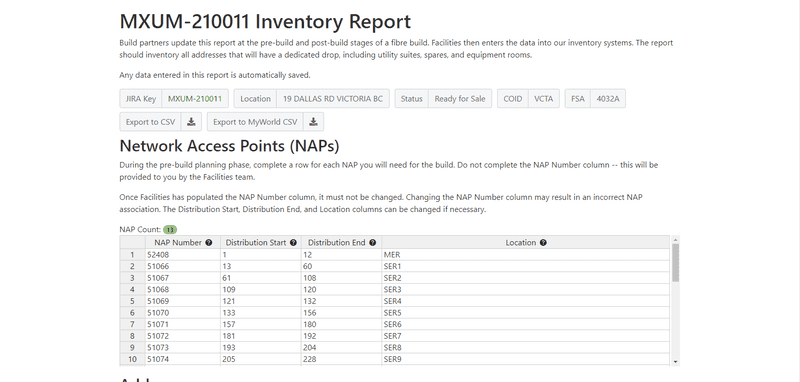 MXUM-210011 Inventory Report
Build partners update this report at the pre-build and post-build stages of a fibre build. Facilities then enters the data into our inventory systems. The report
should inventory all addresses that will have a dedicated drop, including utility suites, spares, and equipment rooms.
Any data entered in this report is automatically saved.
JIRA Key MXUM-210011 Location 19 DALLAS RD VICTORIA BC Status Ready for Sale COID VCTA FSA 4032A
Export to CSV Export to MyWorld CSV
Network Access Points (NAPs)
During the pre-build planning phase, complete a row for each NAP you will need for the build. Do not complete the NAP Number column -- this will be
provided to you by the Facilities team.
Once Facilities has populated the NAP Number column, it must not be changed. Changing the NAP Number column may result in an incorrect NAP
association. The Distribution Start, Distribution End, and Location columns can be changed if necessary.
NAP Count: 13
NAP Number Distribution Start Distribution End Location
1 52408 1 12 MER
2 51066 13 60 SER1
3 51067 61 108 SER2
4 51068 109 120 SER3
5 51069 121 132 SER4
6 51070 133 156 SER5
7 51071 157 180 SER6
8 51072 181 192 SER7
9 51073 193 204 SER8
10 51074 205 228 SER9